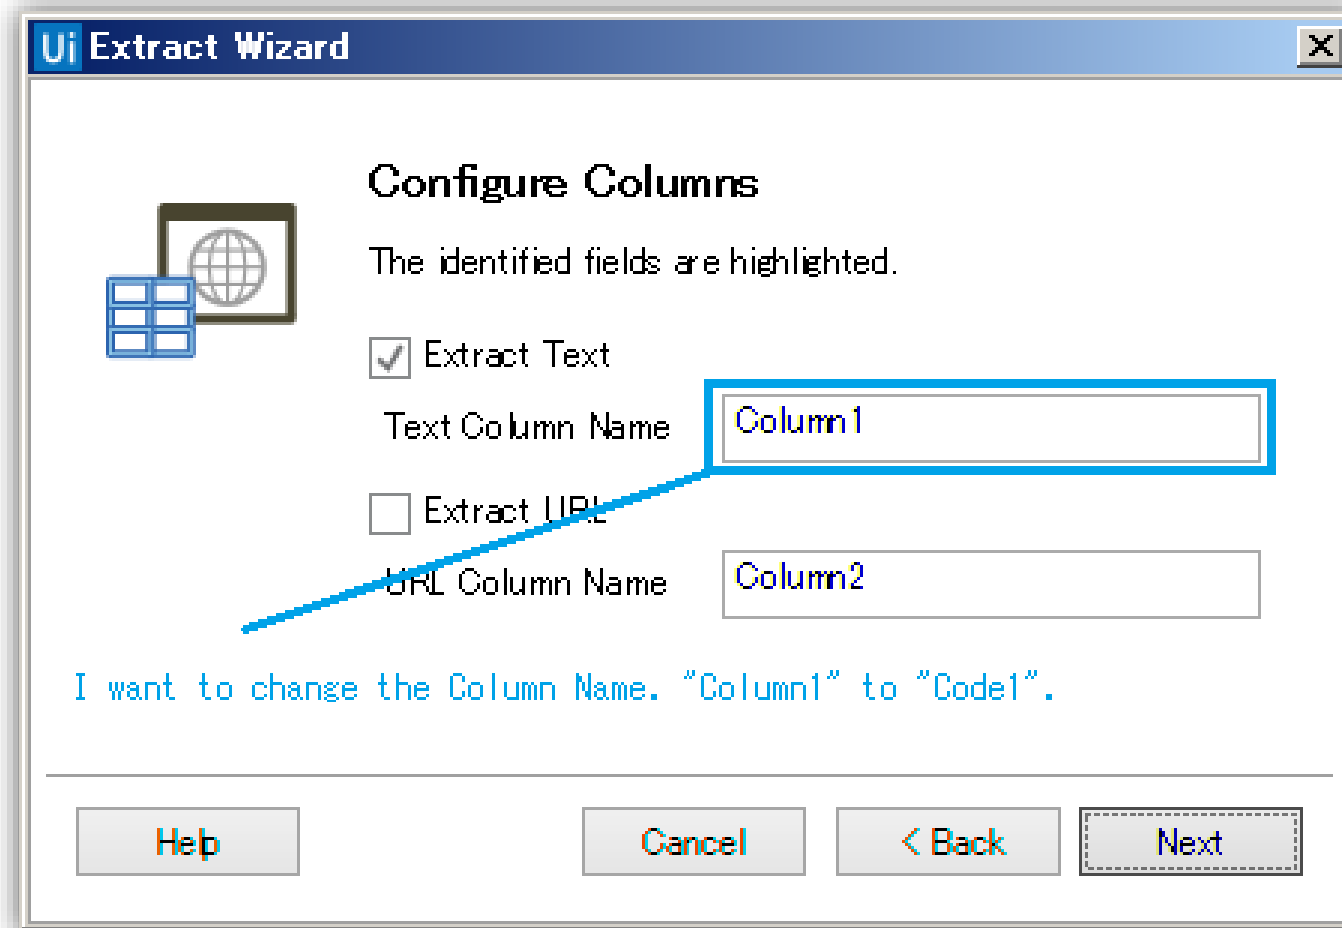 Ui Extract Wizard
Configure Columns
The identified fields are highlighted.
Extract Text
Text Column Name Column1
Extract URL
URL Column Name Column2
I want to change the Column Name. "Column1" to "Code1".
Help Cancel < Back Next